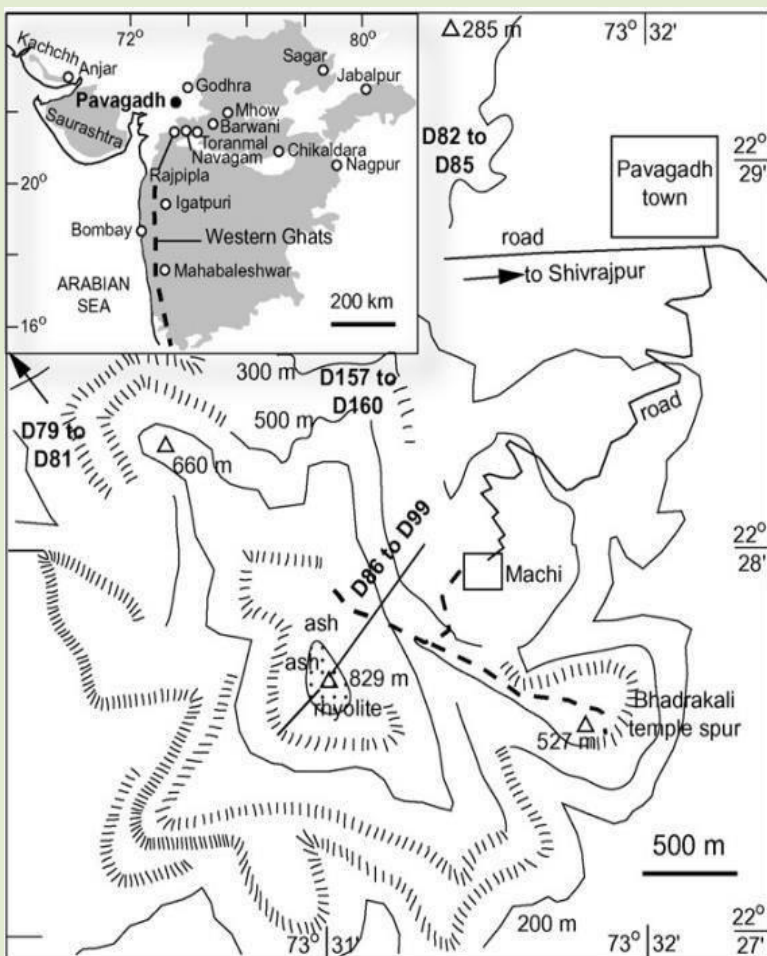 72°
80°
Kachchh
Anjar
Sagar
Jabalpur
Godhra
Pavagadh
Mhow
Saurashtra
Barwani
Toranmal
Navagam
Chikaldara
20°
Nagpur
Rajpipla
Igatpuri
Bombay
Western Ghats
ARABIAN
SEA
Mahabaleshwar
200 km
16°
285 m
73° 32'
D82 to
D85
22°
29'
Pavagadh
town
road
to Shivrajpur
300 m
D157 to
D160
500 m
road
D79 to
D81
660 m
D86 to D99
22°
28'
Machi
ash
ash
829 m
rhyolite
Bhadrakali
temple spur
527 m
500 m
200 m
22°
27'
73° 31'
73° 32'